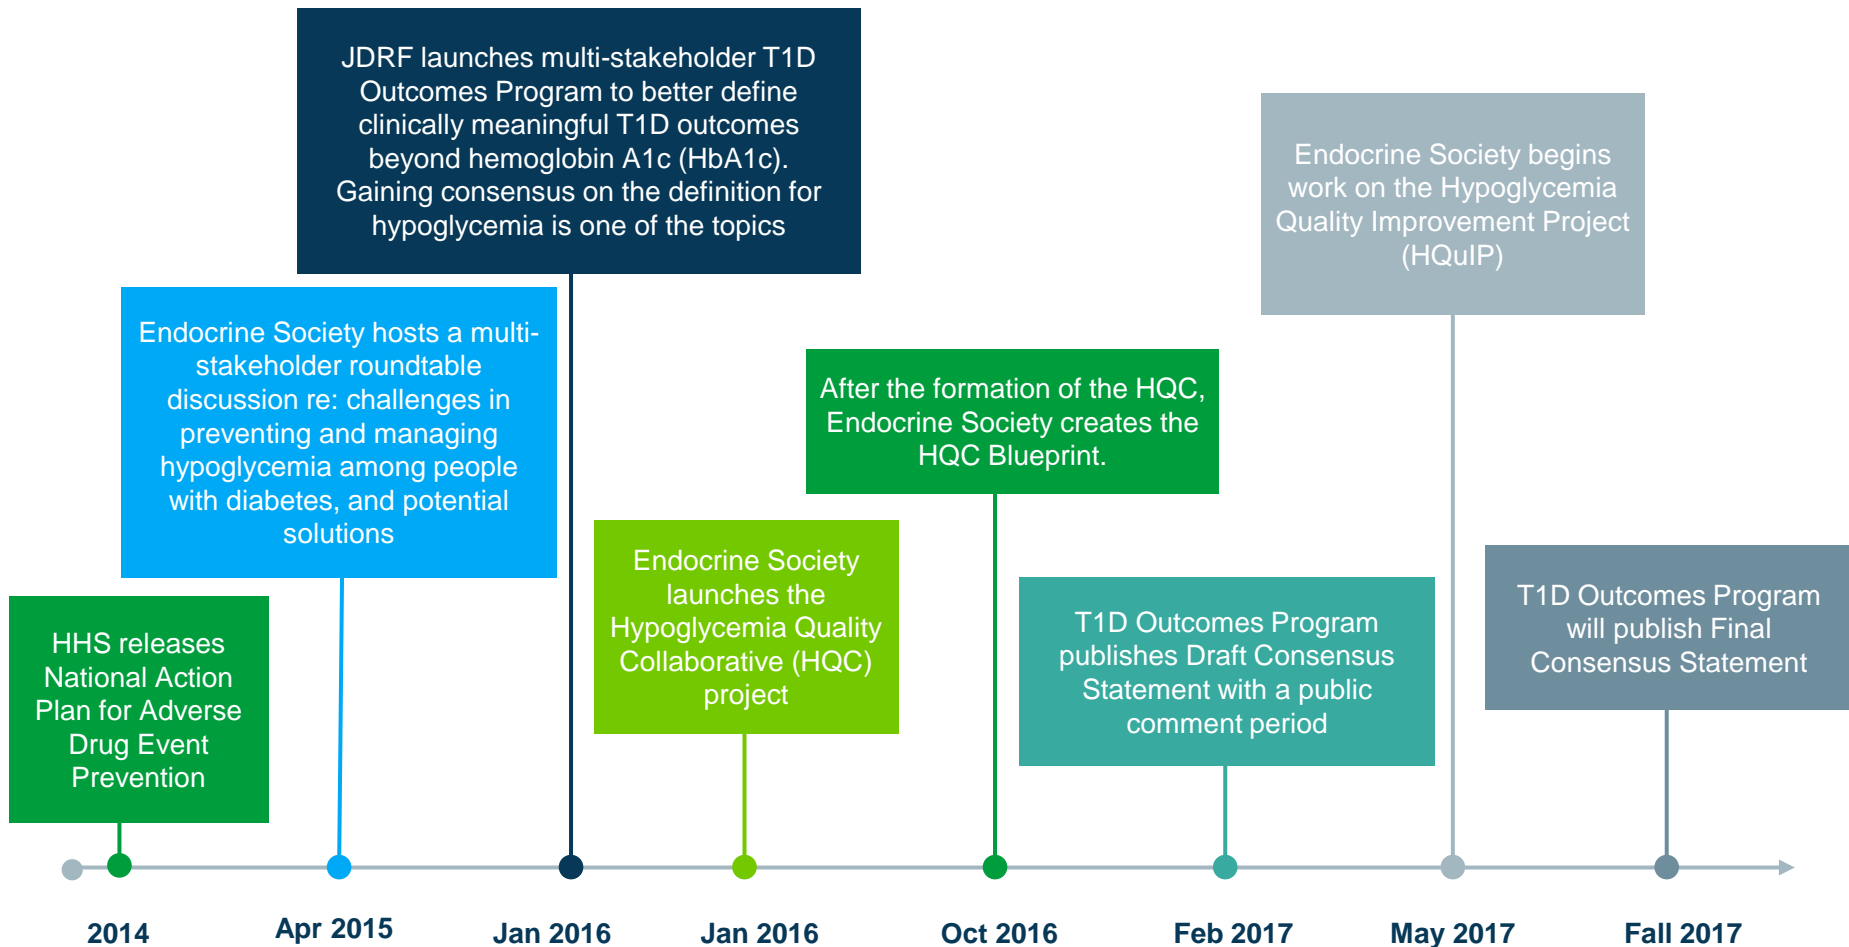 JDRF launches multi-stakeholder T1D
Outcomes Program to better define
clinically meaningful T1D outcomes
beyond hemoglobin A1c (HbA1c).
Gaining consensus on the definition for
hypoglycemia is one of the topics
Endocrine Society begins
work on the Hypoglycemia
Quality Improvement Project
(HQuIP)
Endocrine Society hosts a multi-
stakeholder roundtable
discussion re: challenges in
preventing and managing
hypoglycemia among people
with diabetes, and potential
solutions
After the formation of the HQC,
Endocrine Society creates the
HQC Blueprint.
Endocrine Society
launches the
Hypoglycemia Quality
Collaborative (HQC)
project
T1D Outcomes Program
publishes Draft Consensus
Statement with a public
comment period
T1D Outcomes Program
will publish Final
Consensus Statement
HHS releases
National Action
Plan for Adverse
Drug Event
Prevention
2014
Apr 2015
Jan 2016
Jan 2016
Oct 2016
Feb 2017
May 2017
Fall 2017